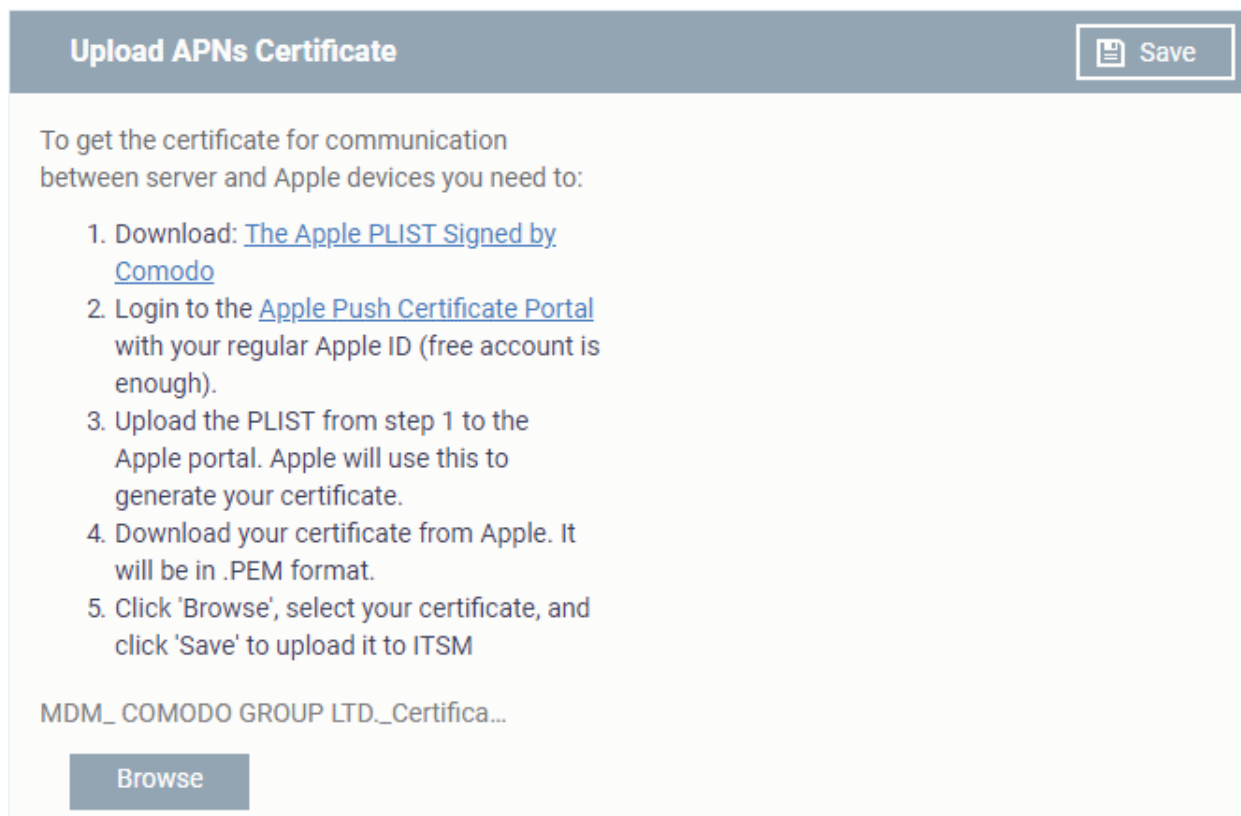 Upload APNs Certificate
Save
To get the certificate for communication
between server and Apple devices you need to:
1. Download: The Apple PLIST Signed by
Comodo
2. Login to the Apple Push Certificate Portal
with your regular Apple ID (free account is
enough).
3. Upload the PLIST from step 1 to the
Apple portal. Apple will use this to
generate your certificate.
4. Download your certificate from Apple. It
will be in .PEM format.
5. Click 'Browse', select your certificate, and
click 'Save' to upload it to ITSM
MDM_ COMODO GROUP LTD._Certifica...
Browse